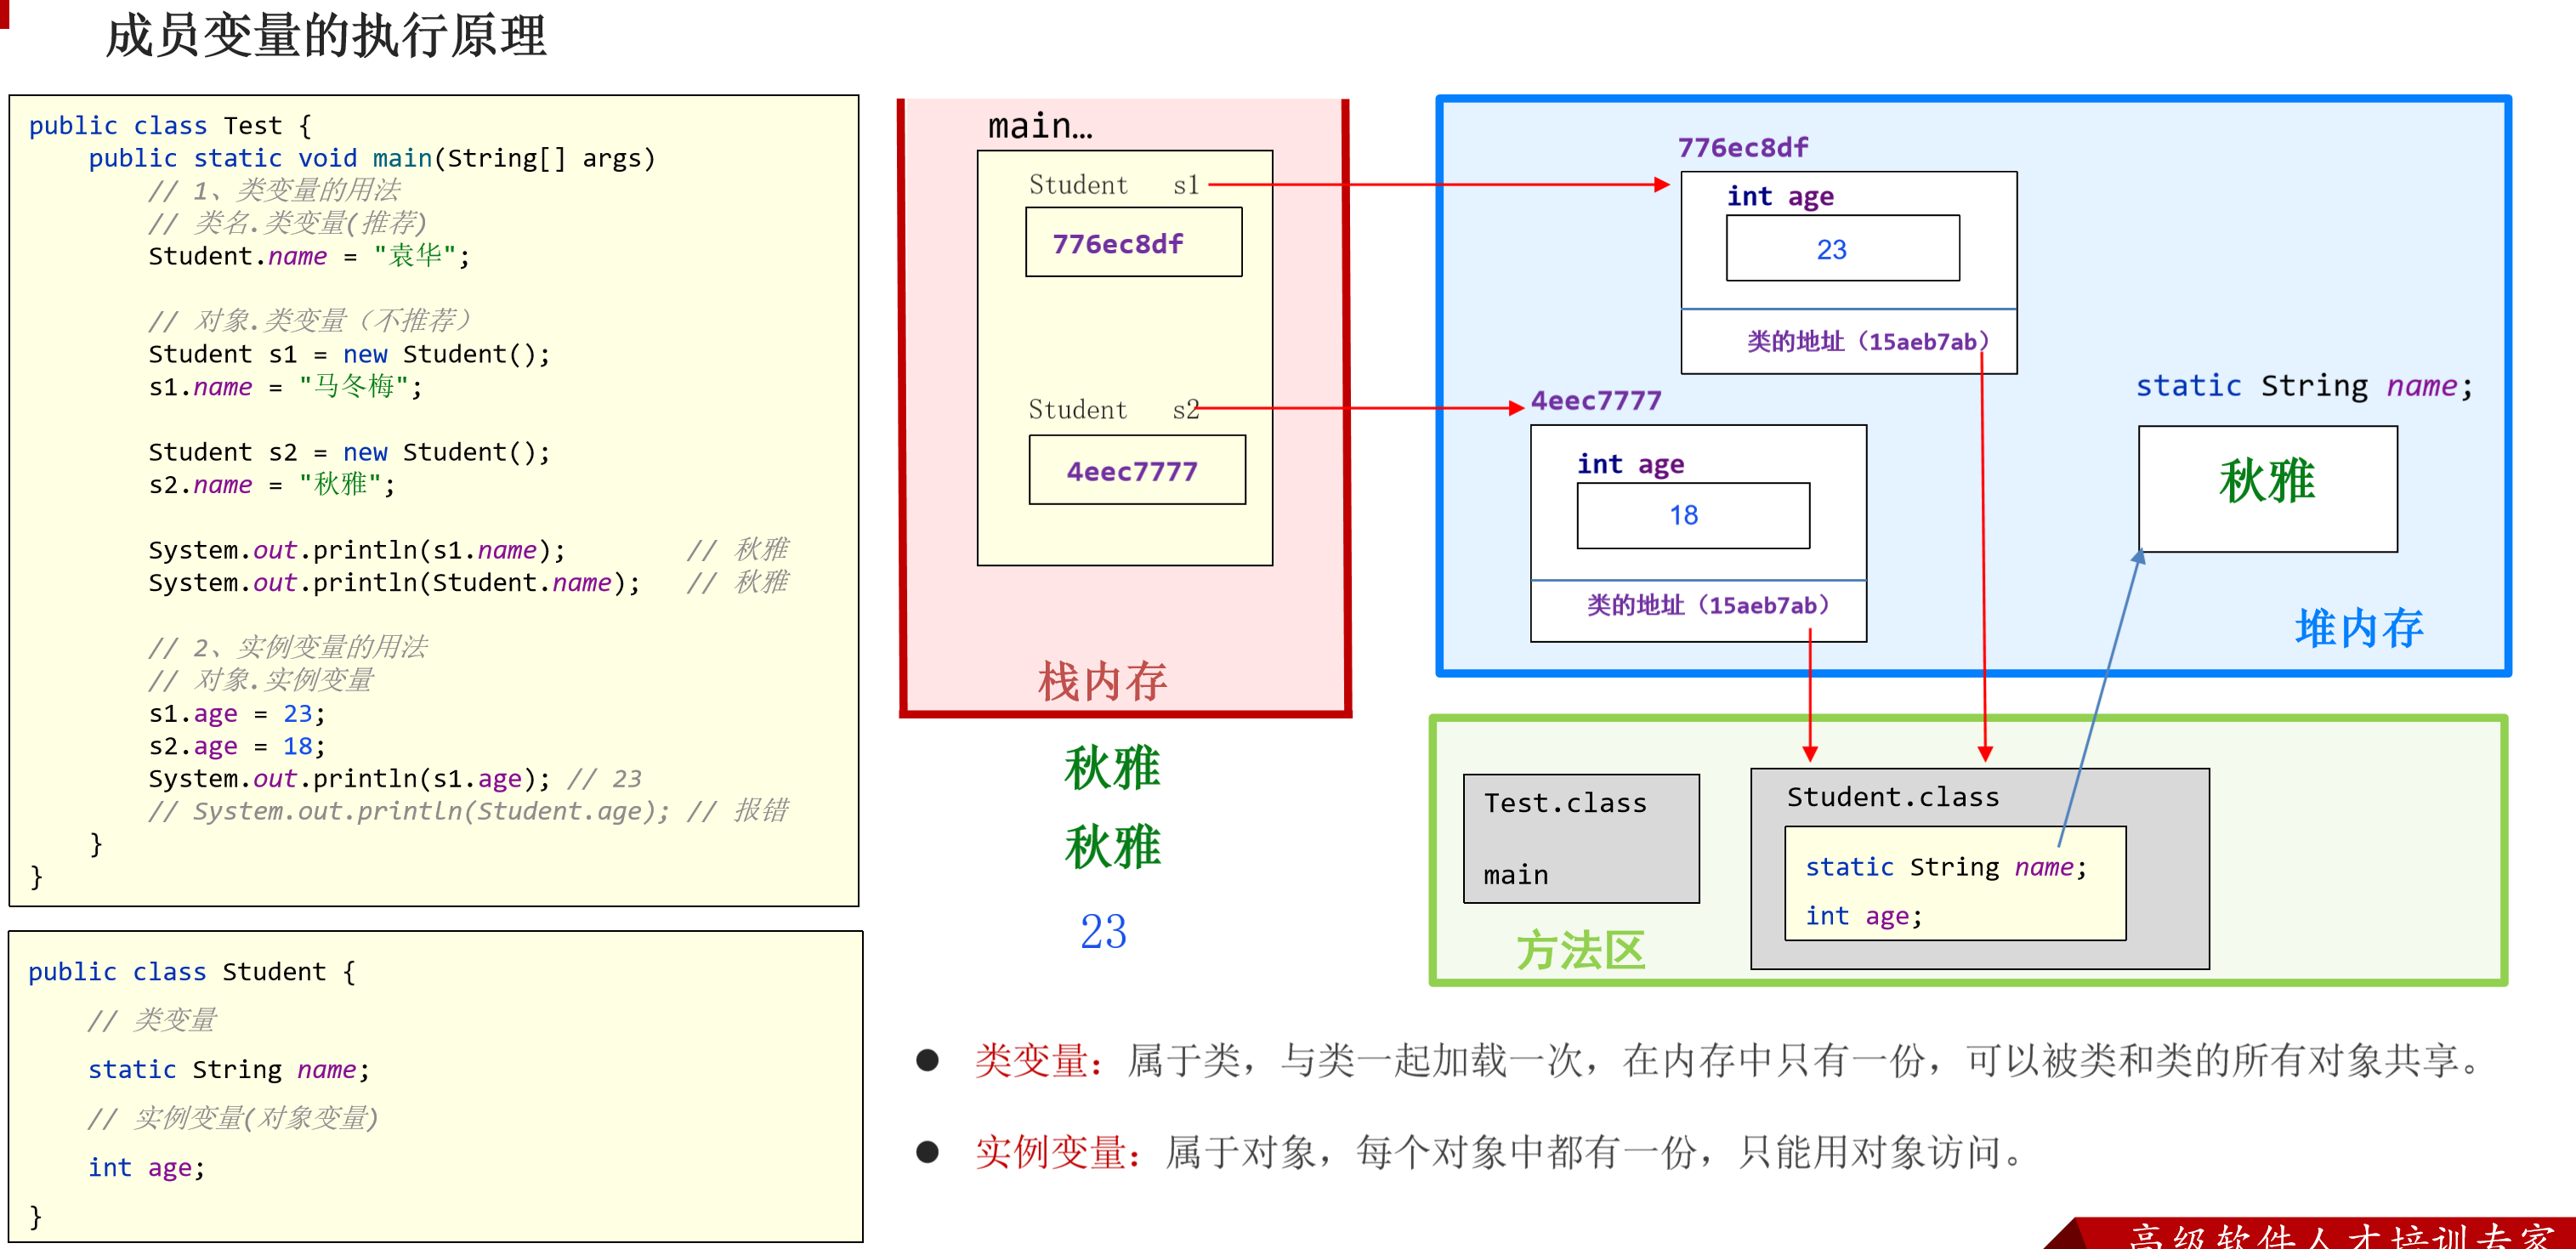 成员变量的执行原理
public class Test {
public static void main(String[] args)
// 1、类变量的用法
// 类名.类变量(推荐)
Student.name = "袁华";
// 对象.类变量（不推荐）
Student s1 = new Student();
s1.name = "马冬梅";
Student s2 = new Student();
s2.name = "秋雅";
System.out.println(s1.name); // 秋雅
System.out.println(Student.name); // 秋雅
// 2、实例变量的用法
// 对象.实例变量
s1.age = 23;
s2.age = 18;
System.out.println(s1.age); // 23
// System.out.println(Student.age); // 报错
}
}
public class Student {
// 类变量
static String name;
// 实例变量(对象变量)
int age;
}
main…
Student s1
776ec8df
Student s2
4eec7777
栈内存
秋雅
秋雅
23
776ec8df
int age
23
类的地址（15aeb7ab）
4eec7777
int age
18
类的地址（15aeb7ab）
static String name;
秋雅
堆内存
Test.class
main
Student.class
static String name;
int age;
方法区
● 类变量：属于类，与类一起加载一次，在内存中只有一份，可以被类和类的所有对象共享。
● 实例变量：属于对象，每个对象中都有一份，只能用对象访问。
高级软件人才培训专家